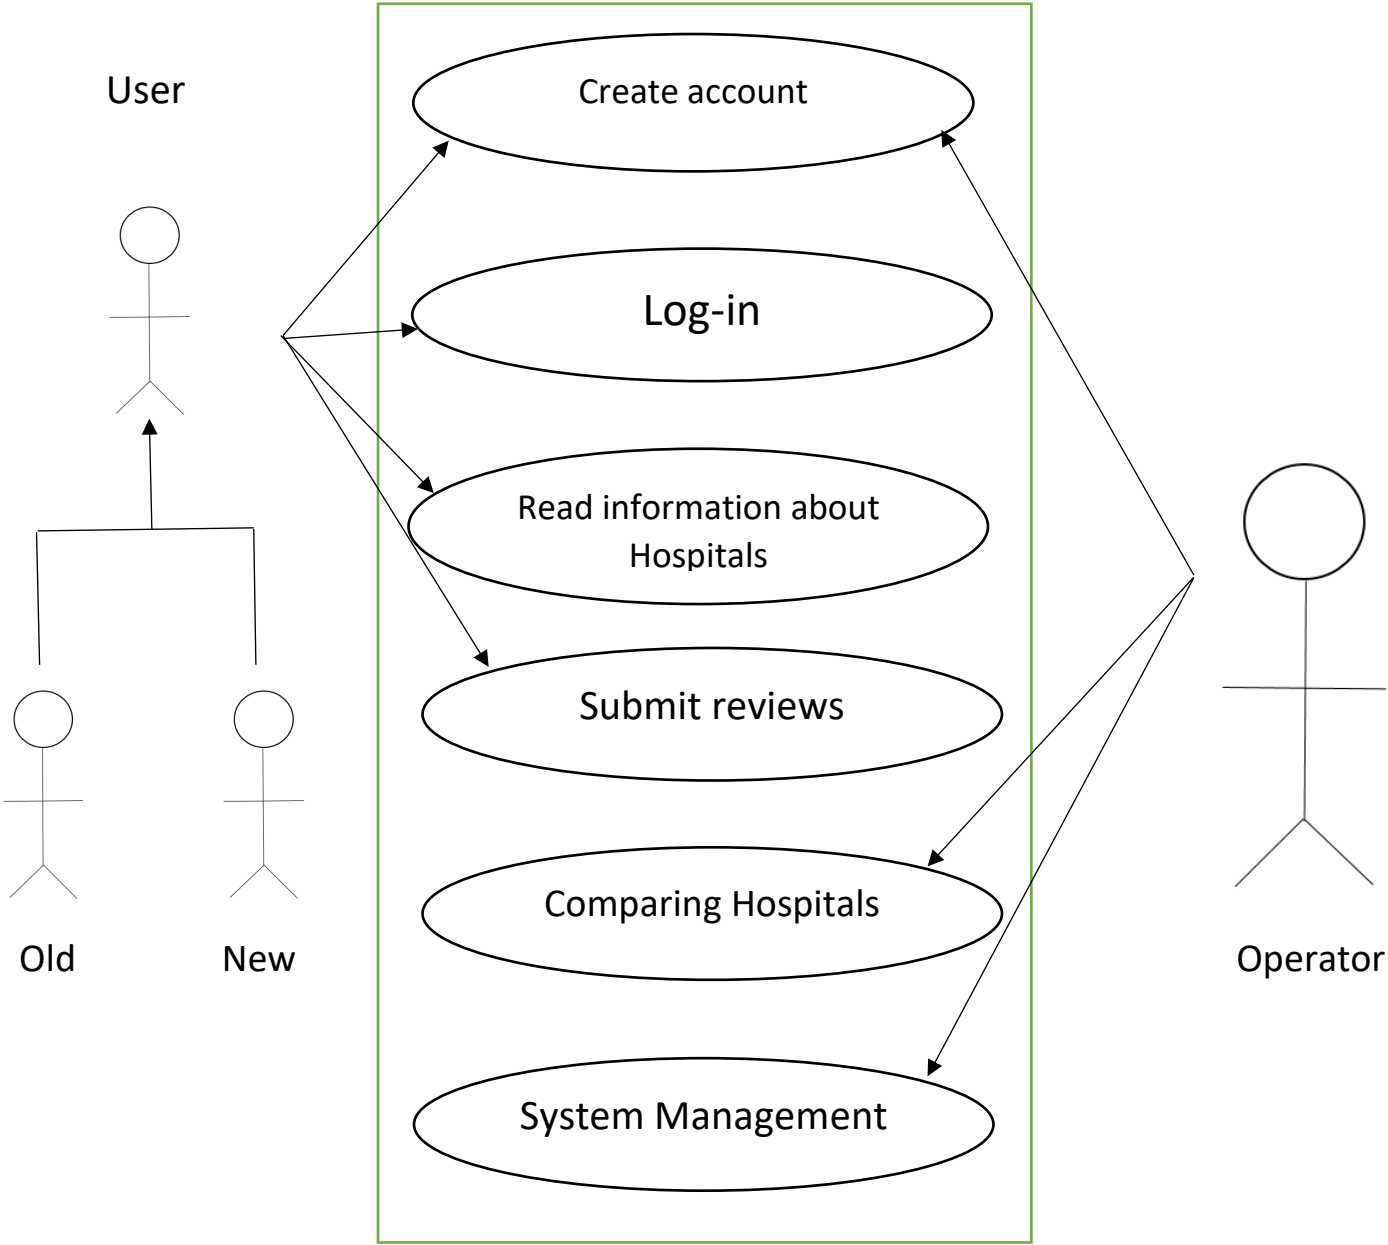 User
Create account
Log-in
Read information about
Hospitals
Submit reviews
Comparing Hospitals
System Management
Old
New
Operator